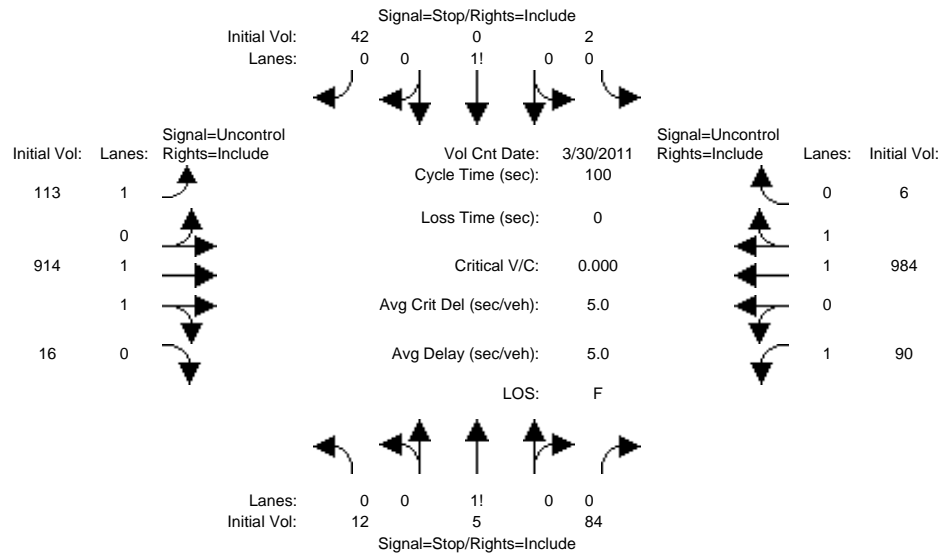 Signal=Stop/Rights=Include
Initial Vol: 42 0 2
Lanes: 0 0 1! 0 0
Signal=Uncontrol Signal=Uncontrol
Initial Vol: Lanes: Rights=Include Vol Cnt Date: 3/30/2011 Rights=Include Lanes: Initial Vol:
Cycle Time (sec): 100
113 1 0 6
Loss Time (sec): 0
0 1
914 1 Critical V/C: 0.000 1 984
1 Avg Crit Del (sec/veh): 5.0 0
16 0 Avg Delay (sec/veh): 5.0 1 90
LOS: F
Lanes: 0 0 1! 0 0
Initial Vol: 12 5 84
Signal=Stop/Rights=Include